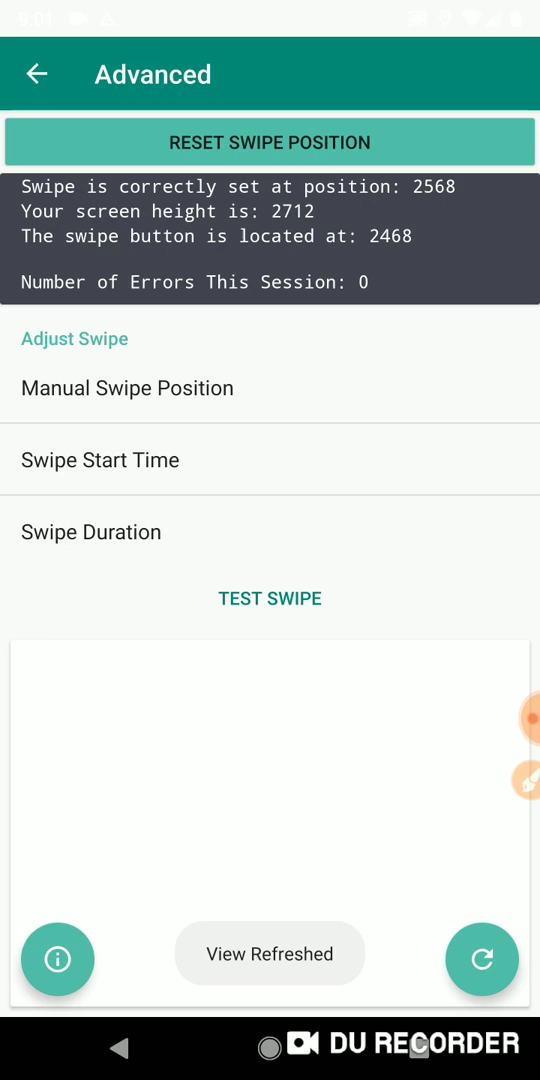 9:01
Advanced
RESET SWIPE POSITION
Swipe is correctly set at position: 2568
Your screen height is: 2712
The swipe button is located at: 2468
Number of Errors This Session: 0
Adjust Swipe
Manual Swipe Position
Swipe Start Time
Swipe Duration
TEST SWIPE
View Refreshed
DU RECORDER